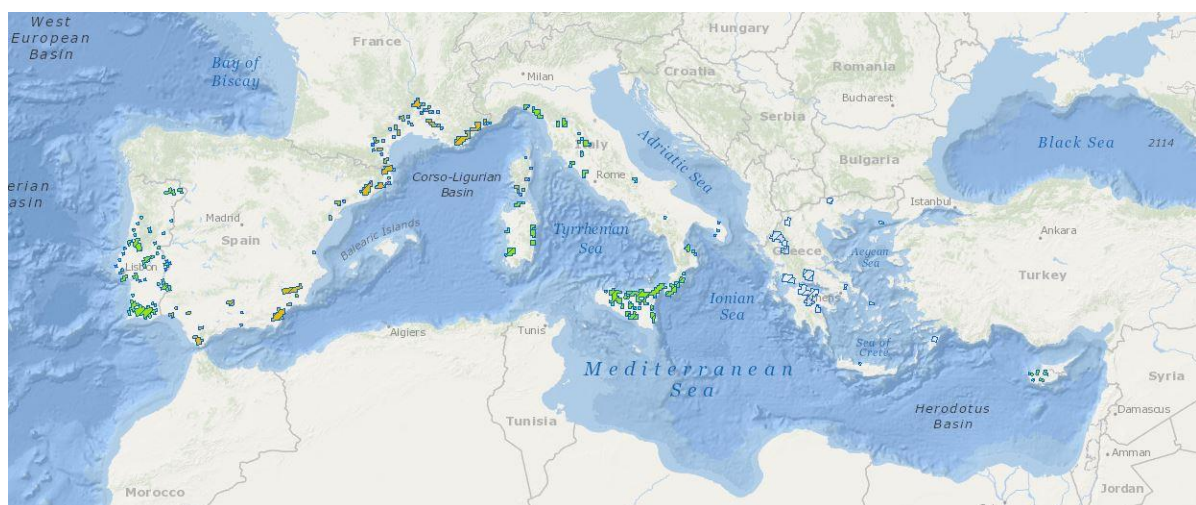 West
European
Basin
Bay of
Biscay
France
Milan
Hungary
Croatia
Romania
Bucharest
Serbia
Italy
Adriatic Sea
Black Sea
2114
Bulgaria
Istanbul
Corso-Ligurian
Basin
Rome
Madrid
Spain
Balearic Islands
Tyrrhenian
Sea
Greece
Aegean
Sea
Ankara
Turkey
Lisbon
Ionian
Sea
Athens
Algiers
Tunis
Sea of
Crete
Mediterranean
Sea
Syria
Herodotus
Basin
Damascus
Tunisia
Amman
Morocco
Jordan